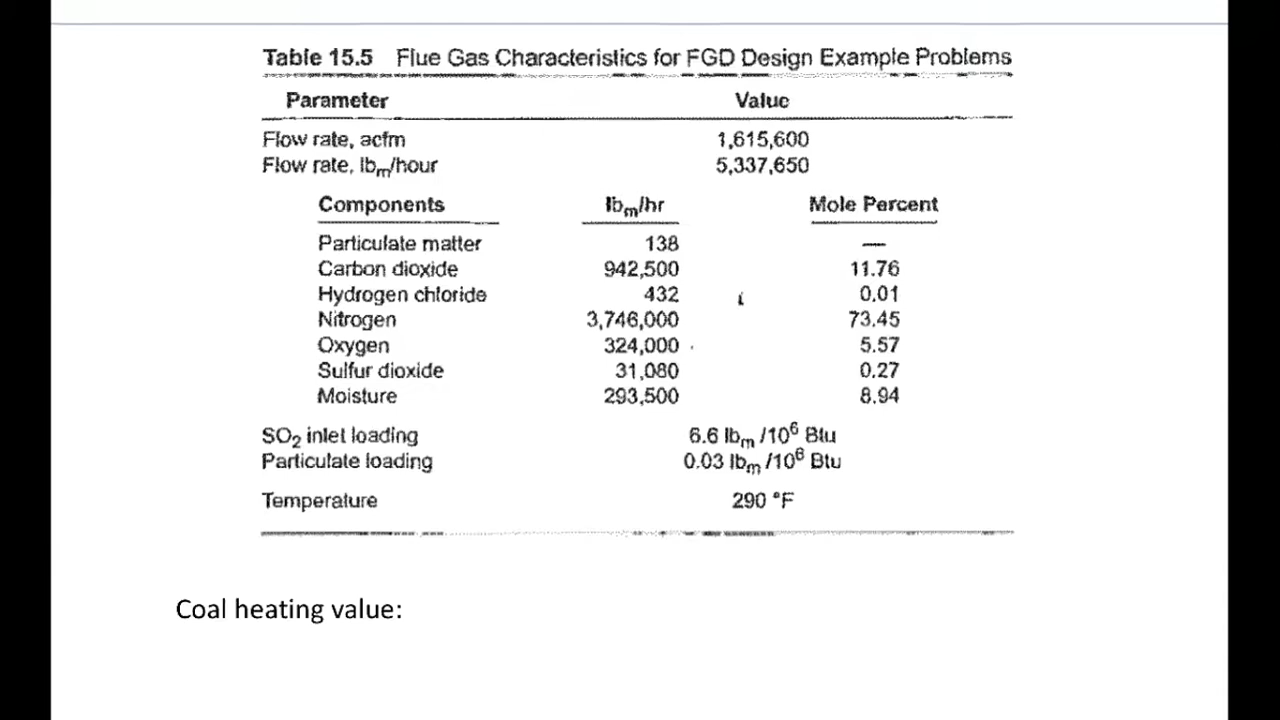 Table 15.5 Flue Gas Characteristics for FGD Design Example Problems
Parameter Value
Flow rate, acfm 1,615,600
Flow rate, lbm/hour 5,337,650
Components lbm/hr Mole Percent
Particulate matter 138 —
Carbon dioxide 942,500 11.76
Hydrogen chloride 432 0.01
Nitrogen 3,746,000 73.45
Oxygen 324,000 5.57
Sulfur dioxide 31,080 0.27
Moisture 293,500 8.94
SO2 inlet loading 6.6 lbm /10^6 Btu
Particulate loading 0.03 lbm /10^6 Btu
Temperature 290 °F
Coal heating value: